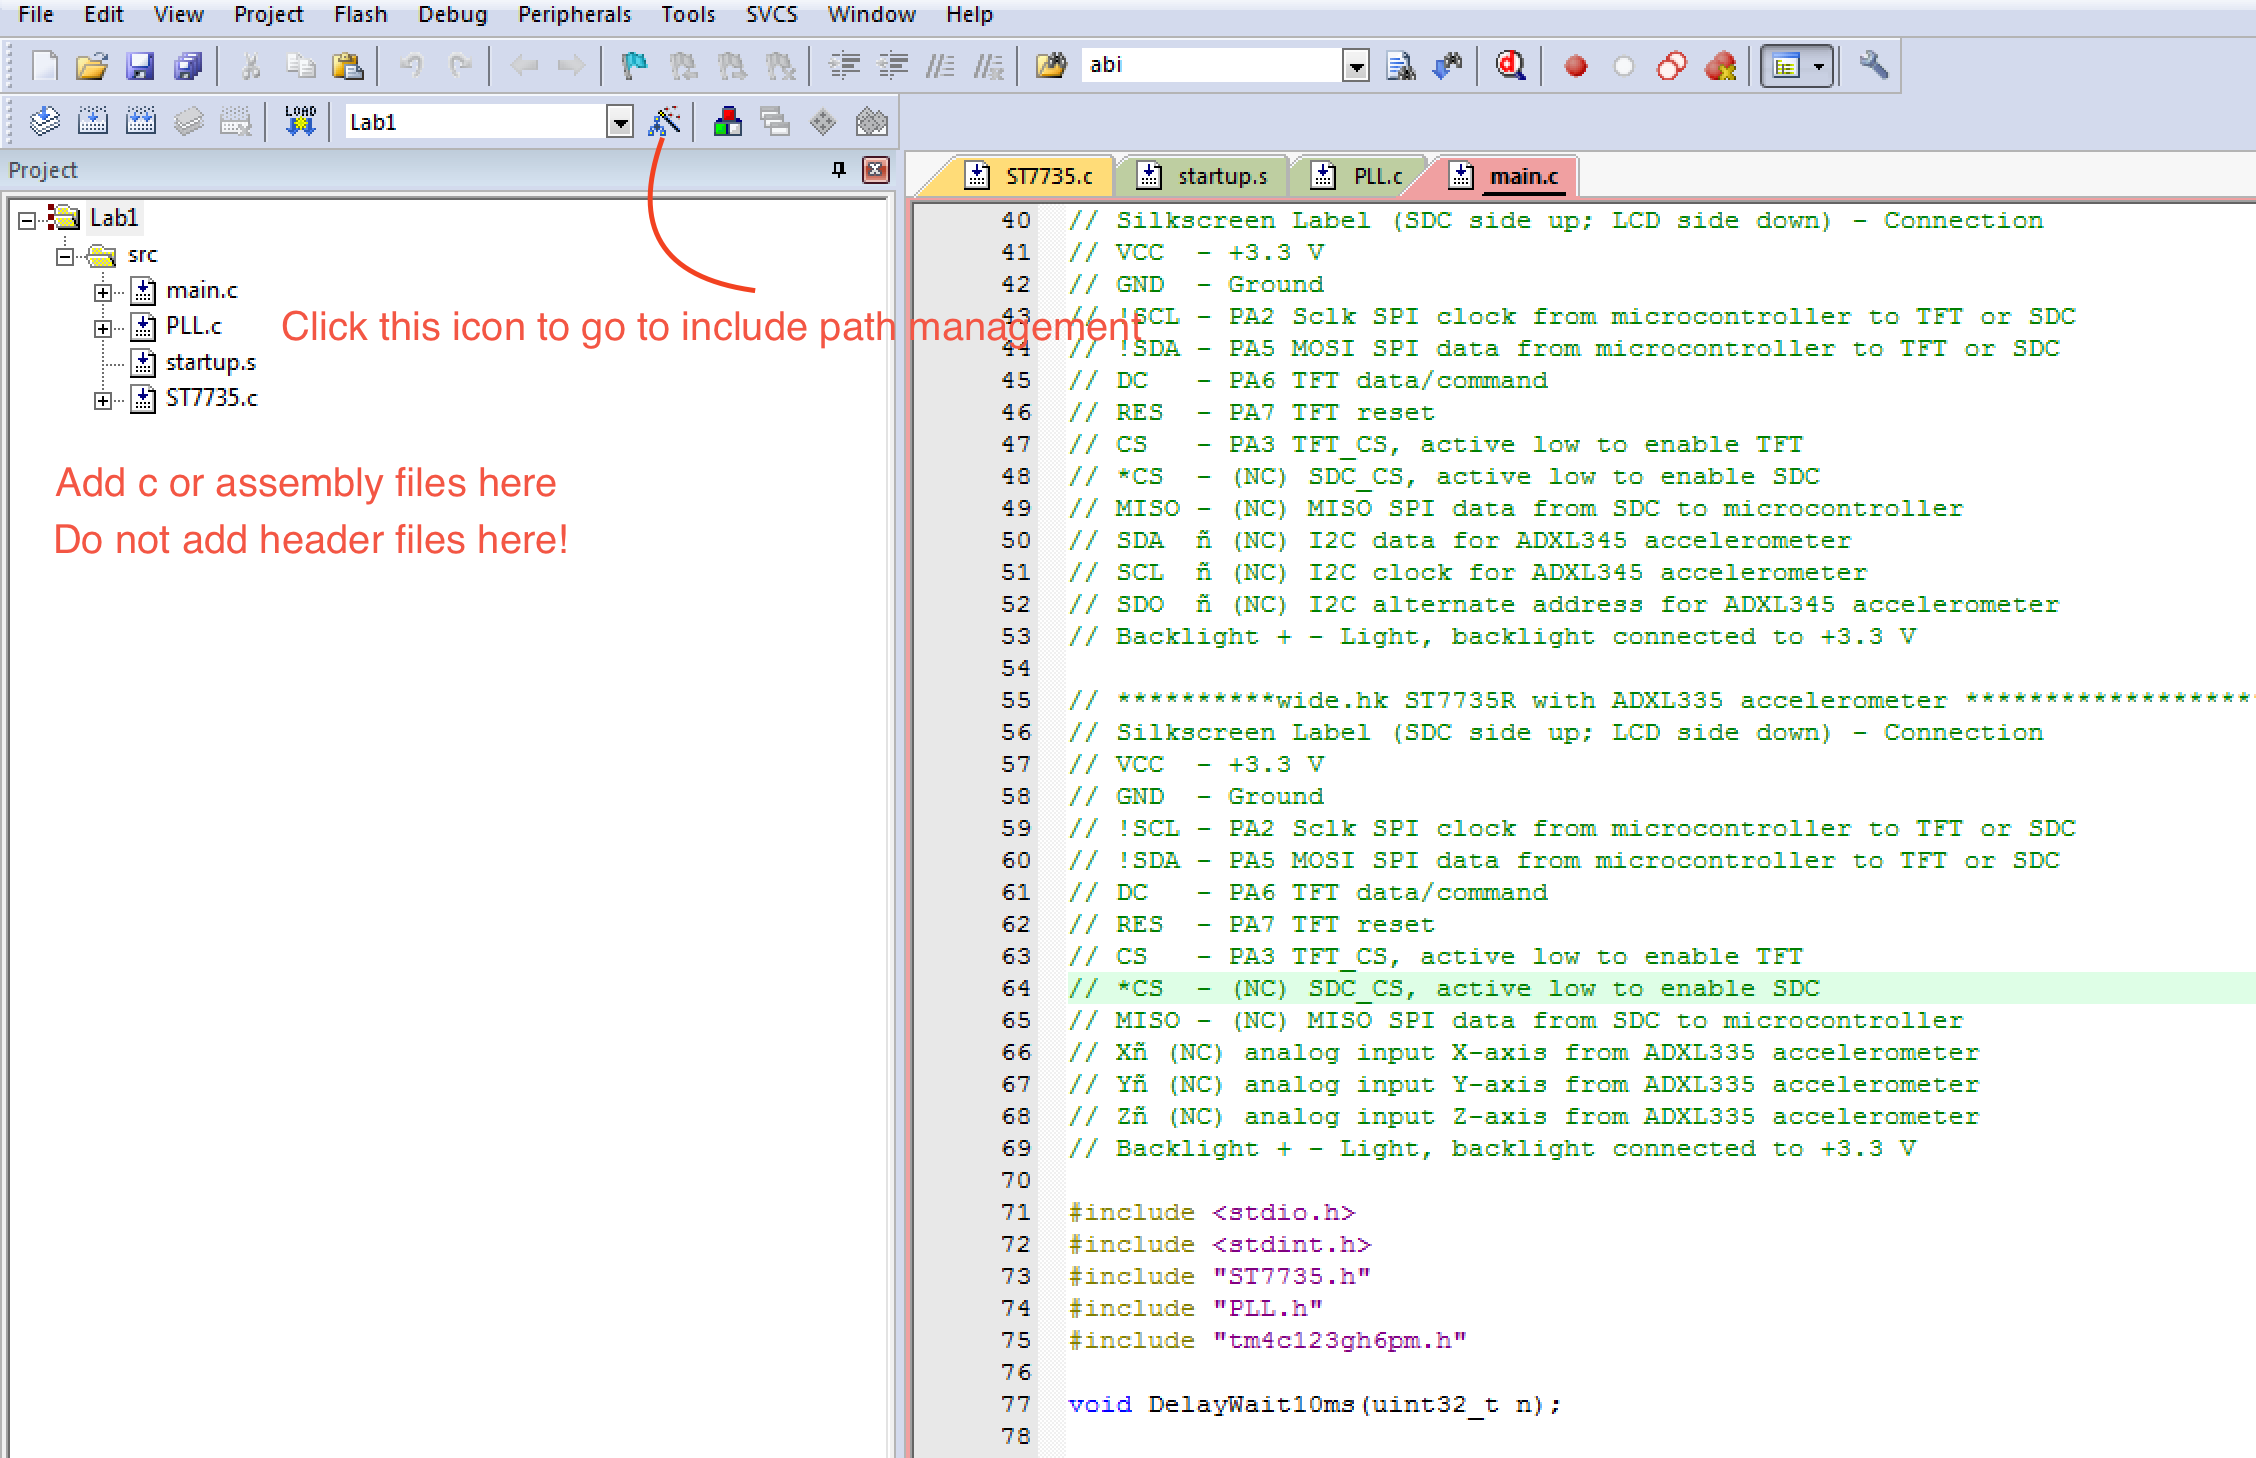 File Edit View Project Flash Debug Peripherals Tools SVCS Window Help
abi
LOAD
Lab1
Project
Lab1
src
main.c
PLL.c
startup.s
ST7735.c
Click this icon to go to include path management
Add c or assembly files here
Do not add header files here!
ST7735.c startup.s PLL.c main.c
40 // Silkscreen Label (SDC side up; LCD side down) - Connection
41 // VCC  - +3.3 V
42 // GND  - Ground
43 // !SCL - PA2 Sclk SPI clock from microcontroller to TFT or SDC
44 // !SDA - PA5 MOSI SPI data from microcontroller to TFT or SDC
45 // DC   - PA6 TFT data/command
46 // RES  - PA7 TFT reset
47 // CS   - PA3 TFT_CS, active low to enable TFT
48 // *CS  - (NC) SDC_CS, active low to enable SDC
49 // MISO - (NC) MISO SPI data from SDC to microcontroller
50 // SDA  ñ (NC) I2C data for ADXL345 accelerometer
51 // SCL  ñ (NC) I2C clock for ADXL345 accelerometer
52 // SDO  ñ (NC) I2C alternate address for ADXL345 accelerometer
53 // Backlight + - Light, backlight connected to +3.3 V
54
55 // **********wide.hk ST7735R with ADXL335 accelerometer ******************
56 // Silkscreen Label (SDC side up; LCD side down) - Connection
57 // VCC  - +3.3 V
58 // GND  - Ground
59 // !SCL - PA2 Sclk SPI clock from microcontroller to TFT or SDC
60 // !SDA - PA5 MOSI SPI data from microcontroller to TFT or SDC
61 // DC   - PA6 TFT data/command
62 // RES  - PA7 TFT reset
63 // CS   - PA3 TFT_CS, active low to enable TFT
64 // *CS  - (NC) SDC_CS, active low to enable SDC
65 // MISO - (NC) MISO SPI data from SDC to microcontroller
66 // Xñ (NC) analog input X-axis from ADXL335 accelerometer
67 // Yñ (NC) analog input Y-axis from ADXL335 accelerometer
68 // Zñ (NC) analog input Z-axis from ADXL335 accelerometer
69 // Backlight + - Light, backlight connected to +3.3 V
70
71 #include <stdio.h>
72 #include <stdint.h>
73 #include "ST7735.h"
74 #include "PLL.h"
75 #include "tm4c123gh6pm.h"
76
77 void DelayWait10ms(uint32_t n);
78